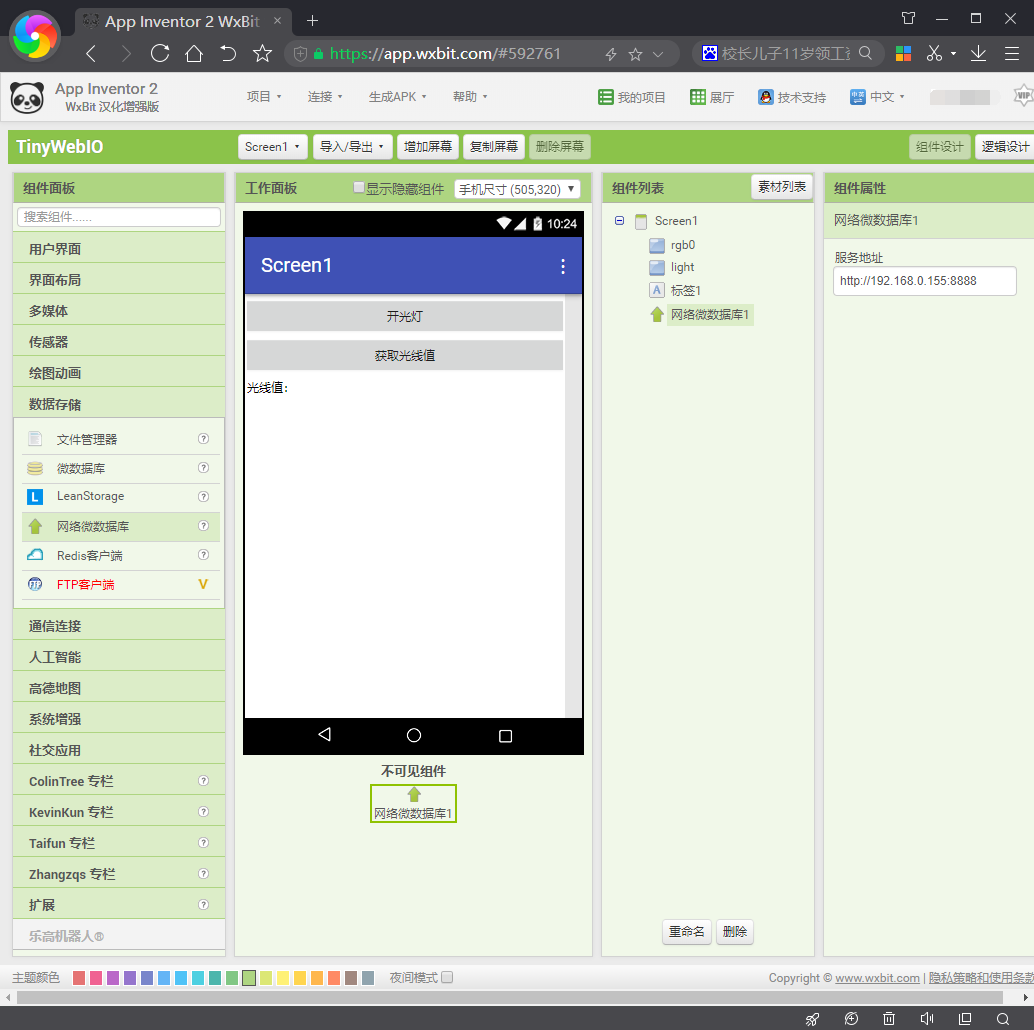 App Inventor 2 WxBit
https://app.wxbit.com/#592761
校长儿子11岁领工
App Inventor 2
WxBit 汉化增强版
项目 连接 生成APK 帮助 我的项目 展厅 技术支持 中文 VIP
TinyWebIO Screen1 导入/导出 增加屏幕 复制屏幕 删除屏幕 组件设计 逻辑设计
组件面板
搜索组件......
用户界面
界面布局
多媒体
传感器
绘图动画
数据存储
文件管理器 ?
微数据库 ?
L LeanStorage ?
网络微数据库 ?
Redis客户端 ?
FTP客户端 V
通信连接
人工智能
高德地图
系统增强
社交应用
ColinTree 专栏 ?
KevinKun 专栏 ?
Taifun 专栏 ?
Zhangzqs 专栏 ?
扩展 ?
乐高机器人®
工作面板 显示隐藏组件 手机尺寸 (505,320)
10:24
Screen1
开光灯
获取光线值
光线值：
不可见组件
网络微数据库1
组件列表 素材列表
Screen1
rgb0
light
A 标签1
网络微数据库1
重命名 删除
组件属性
网络微数据库1
服务地址
http://192.168.0.155:8888
主题颜色 夜间模式 Copyright © www.wxbit.com | 隐私策略和使用条款